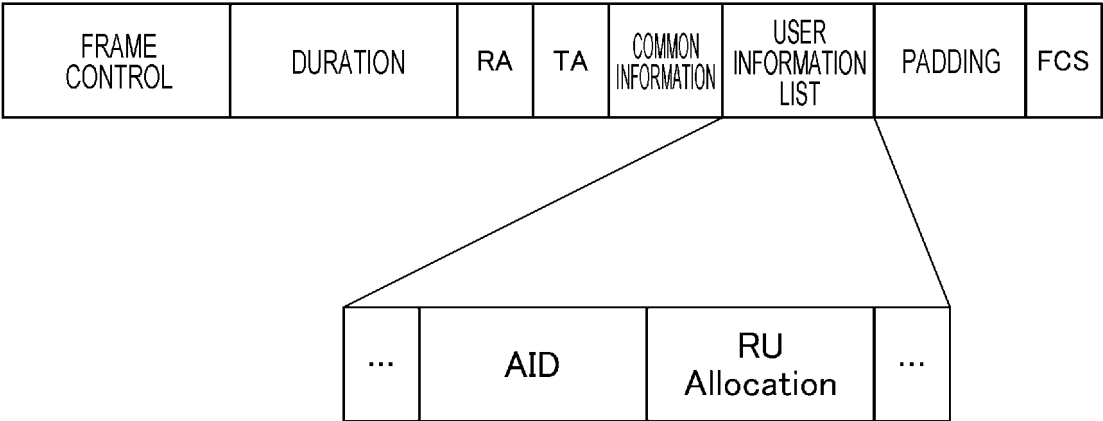 FRAME
CONTROL
DURATION
RA
TA
COMMON
INFORMATION
USER
INFORMATION
LIST
PADDING
FCS
...
AID
RU
Allocation
...